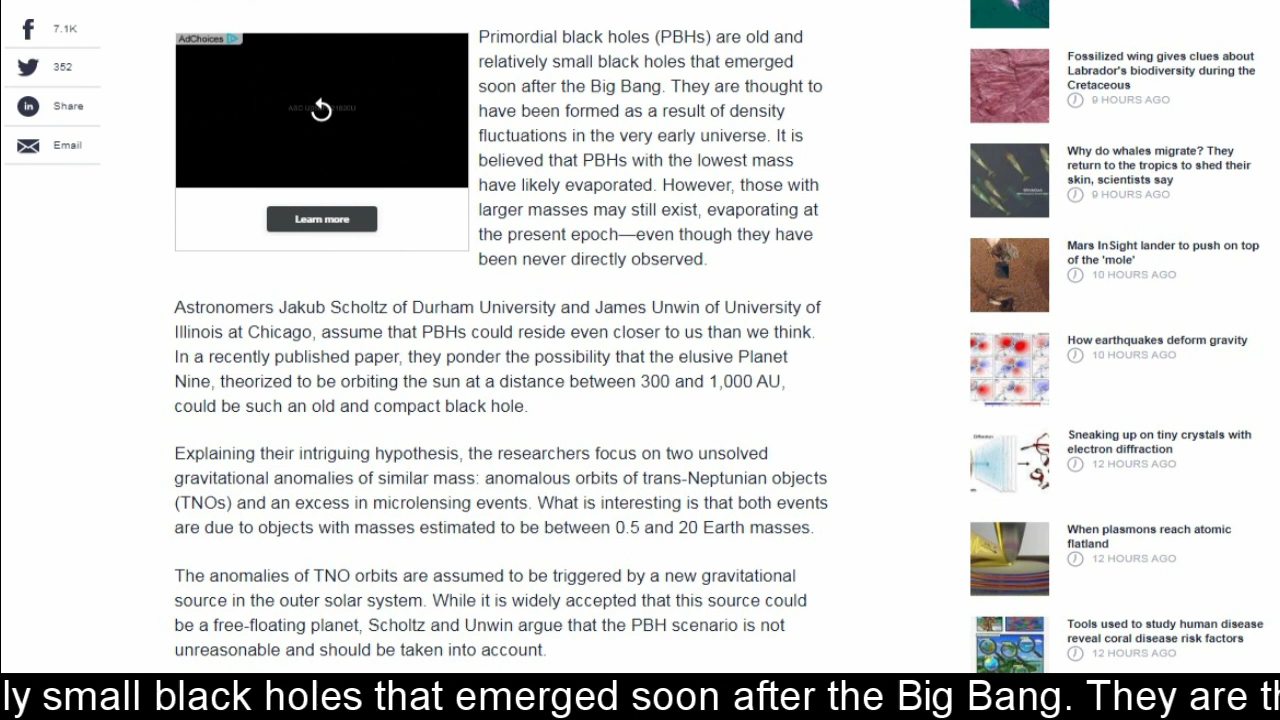 7.1K
352
Share
Email
AdChoices
Learn more
Primordial black hols (PBHs) are old and
relatively small black holes that emerged
soon after the Big Bang. They are thought to
have been formed as a result of density
fluctuations in the very early universe. It is
believed that PBHs with the lowest mass
have likely evaporated. However, those with
larger masses may still exist, evaporating at
the present epoch—even though they have
been never directly observed.
Astronomers Jakub Scholtz of Durham University and James Unwin of University of
Illinois at Chicago, assume that PBHs could reside even closer to us than we think.
In a recently published paper, they ponder the possibility that the elusive Planet
Nine, theorized to be orbiting the sun at a distance between 300 and 1,000 AU,
could be such an old and compact black hole.
Explaining their intriguing hypothesis, the researchers focus on two unsolved
gravitational anomalies of similar mass: anomalous orbits of trans-Neptunian objects
(TNOs) and an excess in microlensing events. What is interesting is that both events
are due to objects with masses estimated to be between 0.5 and 20 Earth masses.
The anomalies of TNO orbits are assumed to be triggered by a new gravitational
source in the outer solar system. While it is widely accepted that this source could
be a free-floating planet, Scholtz and Unwin argue that the PBH scenario is not
unreasonable and should be taken into account.
Fossilized wing gives clues about
Labrador's biodiversity during the
Cretaceous
9 HOURS AGO
Why do whales migrate? They
return to the tropics to shed their
skin, scientists say
9 HOURS AGO
Mars InSight lander to push on top
of the 'mole'
10 HOURS AGO
How earthquakes deform gravity
10 HOURS AGO
Sneaking up on tiny crystals with
electron diffraction
12 HOURS AGO
When plasmons reach atomic
flatland
12 HOURS AGO
Tools used to study human disease
reveal coral disease risk factors
12 HOURS AGO
ly small black holes that emerged soon after the Big Bang. They are th